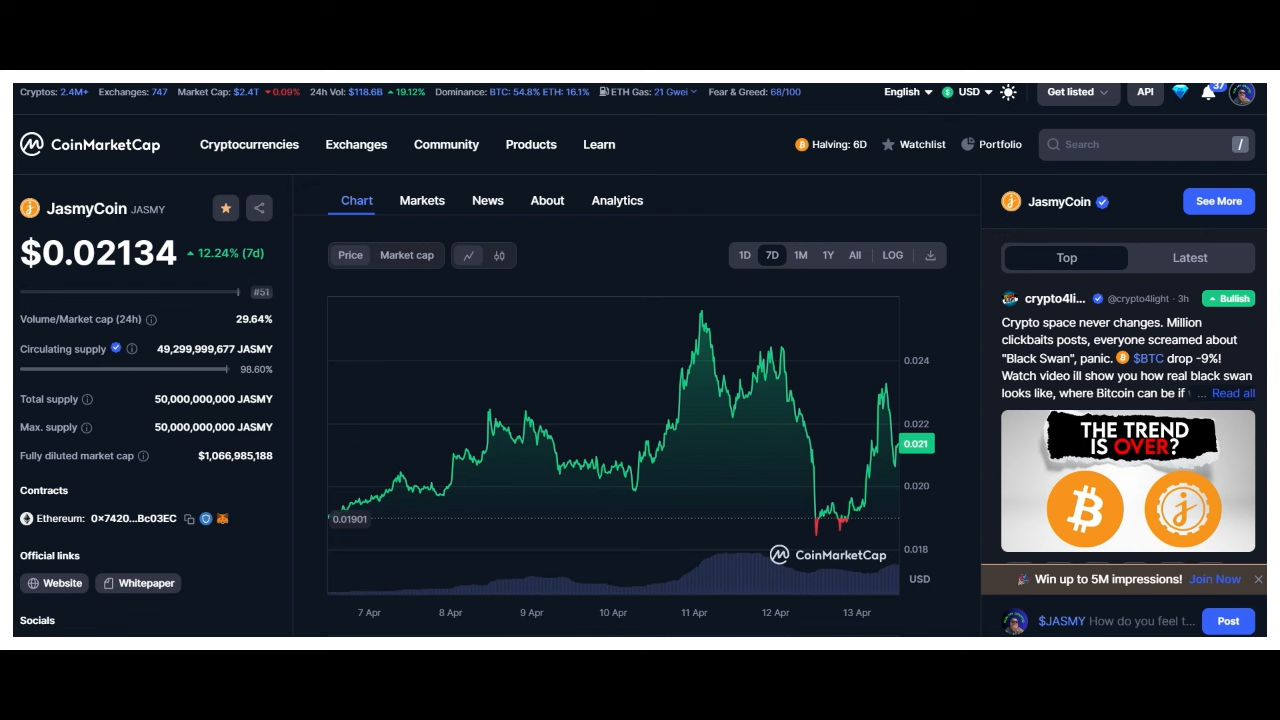 Cryptos: 2.4M+ Exchanges: 747 Market Cap: $2.4T 0.09% 24h Vol: $118.6B 19.12% Dominance: BTC: 54.8% ETH: 16.1% ETH Gas: 21 Gwei Fear & Greed: 68/100 English USD Get listed API 37
CoinMarketCap Cryptocurrencies Exchanges Community Products Learn Halving: 6D Watchlist Portfolio Search /
JasmyCoin JASMY
$0.02134 12.24% (7d)
#51
Volume/Market cap (24h) 29.64%
Circulating supply 49,299,999,677 JASMY
98.60%
Total supply 50,000,000,000 JASMY
Max. supply 50,000,000,000 JASMY
Fully diluted market cap $1,066,985,188
Contracts
Ethereum: 0x7420...Bc03EC
Official links
Website Whitepaper
Socials
Chart Markets News About Analytics
Price Market cap 1D 7D 1M 1Y All LOG
0.024
0.022
0.021
0.020
0.01901
0.018
CoinMarketCap
USD
7 Apr 8 Apr 9 Apr 10 Apr 11 Apr 12 Apr 13 Apr
JasmyCoin See More
Top Latest
crypto4li... @crypto4light · 3h Bullish
Crypto space never changes. Million
clickbaits posts, everyone screamed about
"Black Swan", panic. $BTC drop -9%!
Watch video ill show you how real black swan
looks like, where Bitcoin can be if ... Read all
THE TREND
IS OVER?
Win up to 5M impressions! Join Now
$JASMY How do you feel t... Post